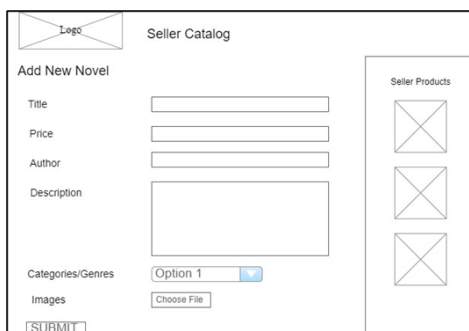 Logo
Seller Catalog
Add New Novel
Title
Price
Author
Description
Categories/Genres
Option 1
Images
Choose File
SUBMIT
Seller Products